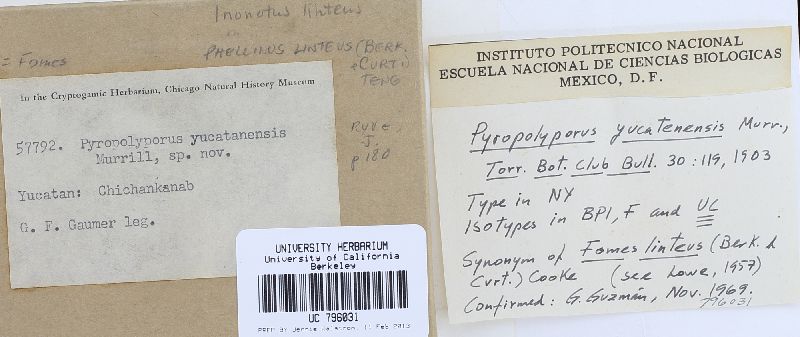 Inonotus linteus
PHELLINUS LINTEUS (BERK.
& CURT.)
TENG
= Fomes
RYVE,
J.
p 180
In the Cryptogamic Herbarium, Chicago Natural History Museum
57792. Pyropolyporus yucatanensis
Murrill, sp. nov.
Yucatan: Chichankanab
G. F. Gaumer leg.
UNIVERSITY HERBARIUM
University of California
Berkeley
UC 796031
INSTITUTO POLITECNICO NACIONAL
ESCUELA NACIONAL DE CIENCIAS BIOLOGICAS
MEXICO, D. F.
Pyropolyporus yucatenensis Murr.,
Torr. Bot. Club Bull. 30:119, 1903
Type in NY
Isotypes in BPI, F and UC
Synonym of Fomes linteus (Berk. &
Curt.) Cooke (see Lowe, 1957)
Confirmed: G. Guzmán, Nov. 1969.
796031